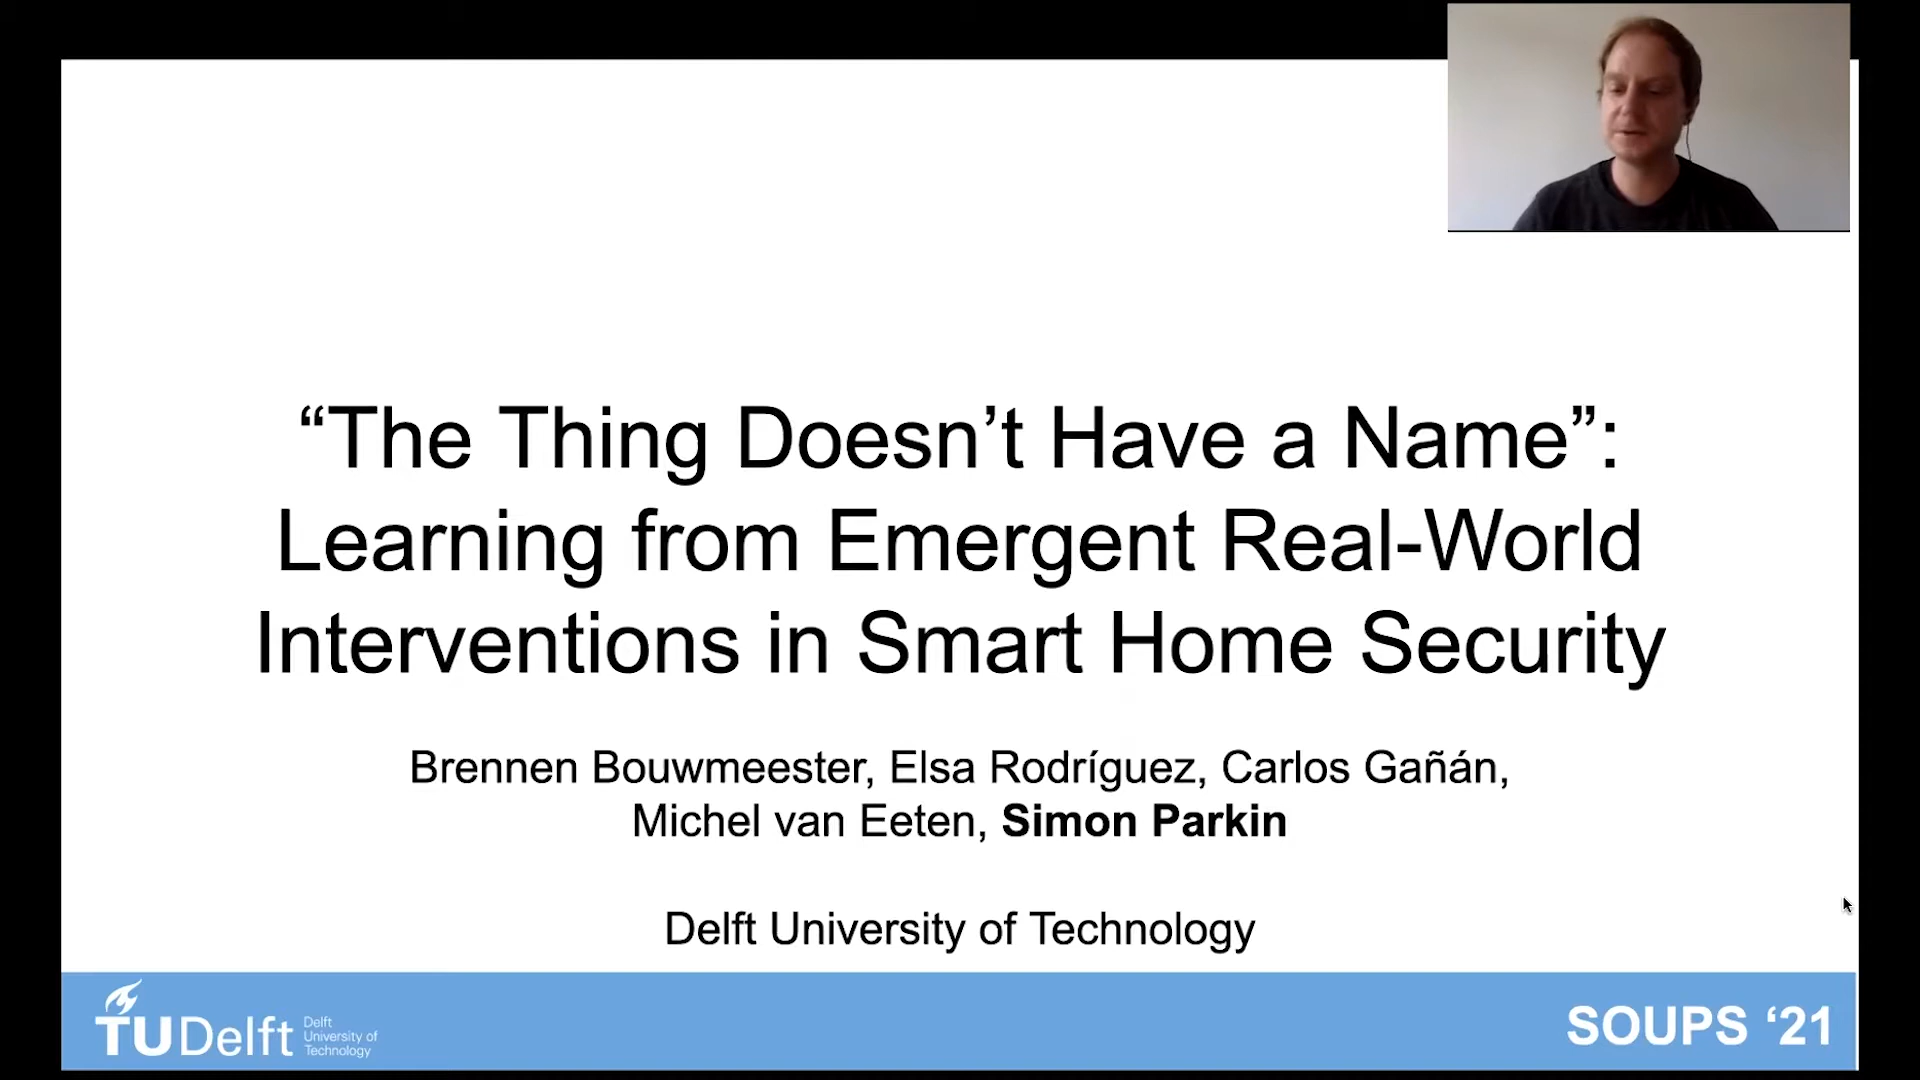 “The Thing Doesn’t Have a Name”:
Learning from Emergent Real-World
Interventions in Smart Home Security
Brennen Bouwmeester, Elsa Rodríguez, Carlos Gañán,
Michel van Eeten, Simon Parkin
Delft University of Technology
TUDelft
Delft
University of
Technology
SOUPS ‘21